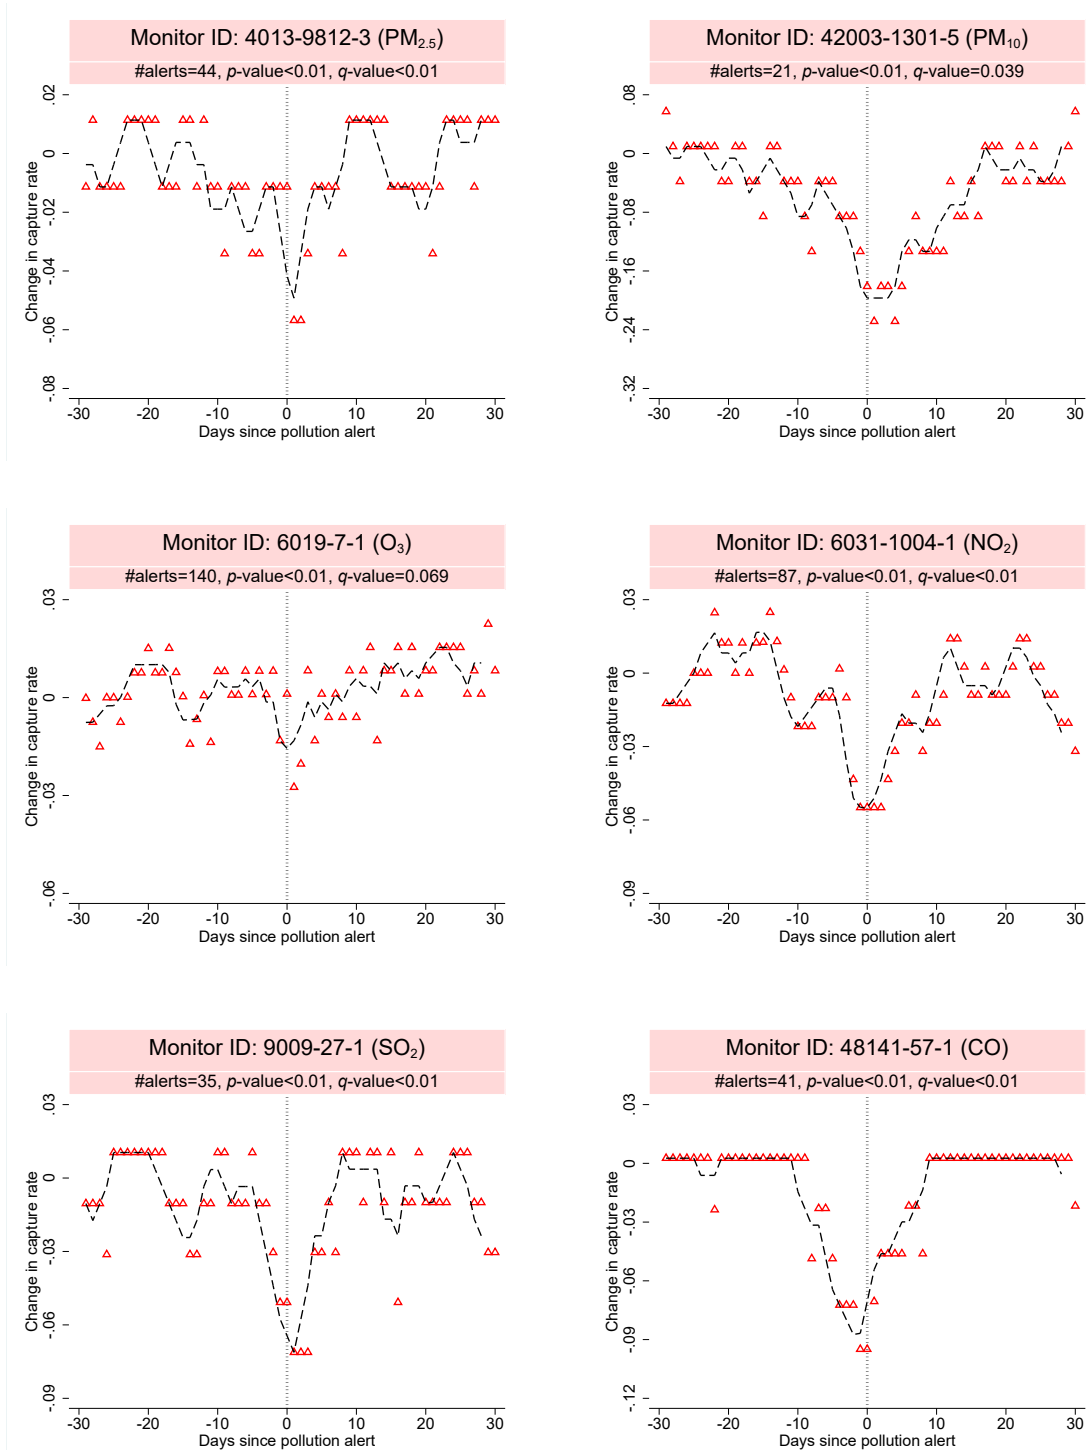 Monitor ID: 4013-9812-3 (PM2.5)
#alerts=44, p-value<0.01, q-value<0.01
Change in capture rate
.02
0
-.02
-.04
-.06
-.08
-30 -20 -10 0 10 20 30
Days since pollution alert
Monitor ID: 42003-1301-5 (PM10)
#alerts=21, p-value<0.01, q-value=0.039
Change in capture rate
.08
0
-.08
-.16
-.24
-.32
-30 -20 -10 0 10 20 30
Days since pollution alert
Monitor ID: 6019-7-1 (O3)
#alerts=140, p-value<0.01, q-value=0.069
Change in capture rate
.03
0
-.03
-.06
-30 -20 -10 0 10 20 30
Days since pollution alert
Monitor ID: 6031-1004-1 (NO2)
#alerts=87, p-value<0.01, q-value<0.01
Change in capture rate
.03
0
-.03
-.06
-.09
-30 -20 -10 0 10 20 30
Days since pollution alert
Monitor ID: 9009-27-1 (SO2)
#alerts=35, p-value<0.01, q-value<0.01
Change in capture rate
.03
0
-.03
-.06
-.09
-30 -20 -10 0 10 20 30
Days since pollution alert
Monitor ID: 48141-57-1 (CO)
#alerts=41, p-value<0.01, q-value<0.01
Change in capture rate
.03
0
-.03
-.06
-.09
-.12
-30 -20 -10 0 10 20 30
Days since pollution alert